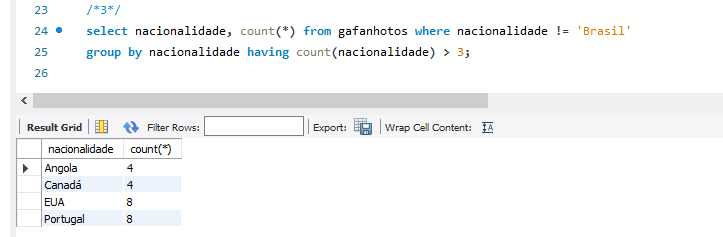 23 /*3*/
24 select nacionalidade, count(*) from gafanhotos where nacionalidade != 'Brasil'
25 group by nacionalidade having count(nacionalidade) > 3;
26
Result Grid Filter Rows: Export: Wrap Cell Content: IA
nacionalidade count(*)
Angola 4
Canadá 4
EUA 8
Portugal 8